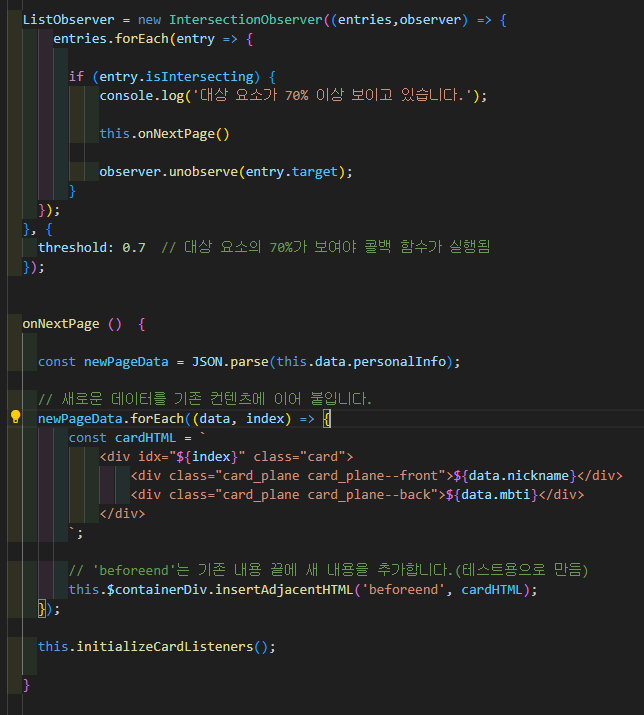 ListObserver = new IntersectionObserver((entries,observer) => {
entries.forEach(entry => {
if (entry.isIntersecting) {
console.log('대상 요소가 70% 이상 보이고 있습니다.');
this.onNextPage()
observer.unobserve(entry.target);
}
});
}, {
threshold: 0.7  // 대상 요소의 70%가 보여야 콜백 함수가 실행됨
});
onNextPage ()  {
const newPageData = JSON.parse(this.data.personalInfo);
// 새로운 데이터를 기존 컨텐츠에 이어 붙입니다.
newPageData.forEach((data, index) => {
const cardHTML = `
<div idx="${index}" class="card">
<div class="card_plane card_plane--front">${data.nickname}</div>
<div class="card_plane card_plane--back">${data.mbti}</div>
</div>
`;
// 'beforeend'는 기존 내용 끝에 새 내용을 추가합니다.(테스트용으로 만듬)
this.$containerDiv.insertAdjacentHTML('beforeend', cardHTML);
});
this.initializeCardListeners();
}